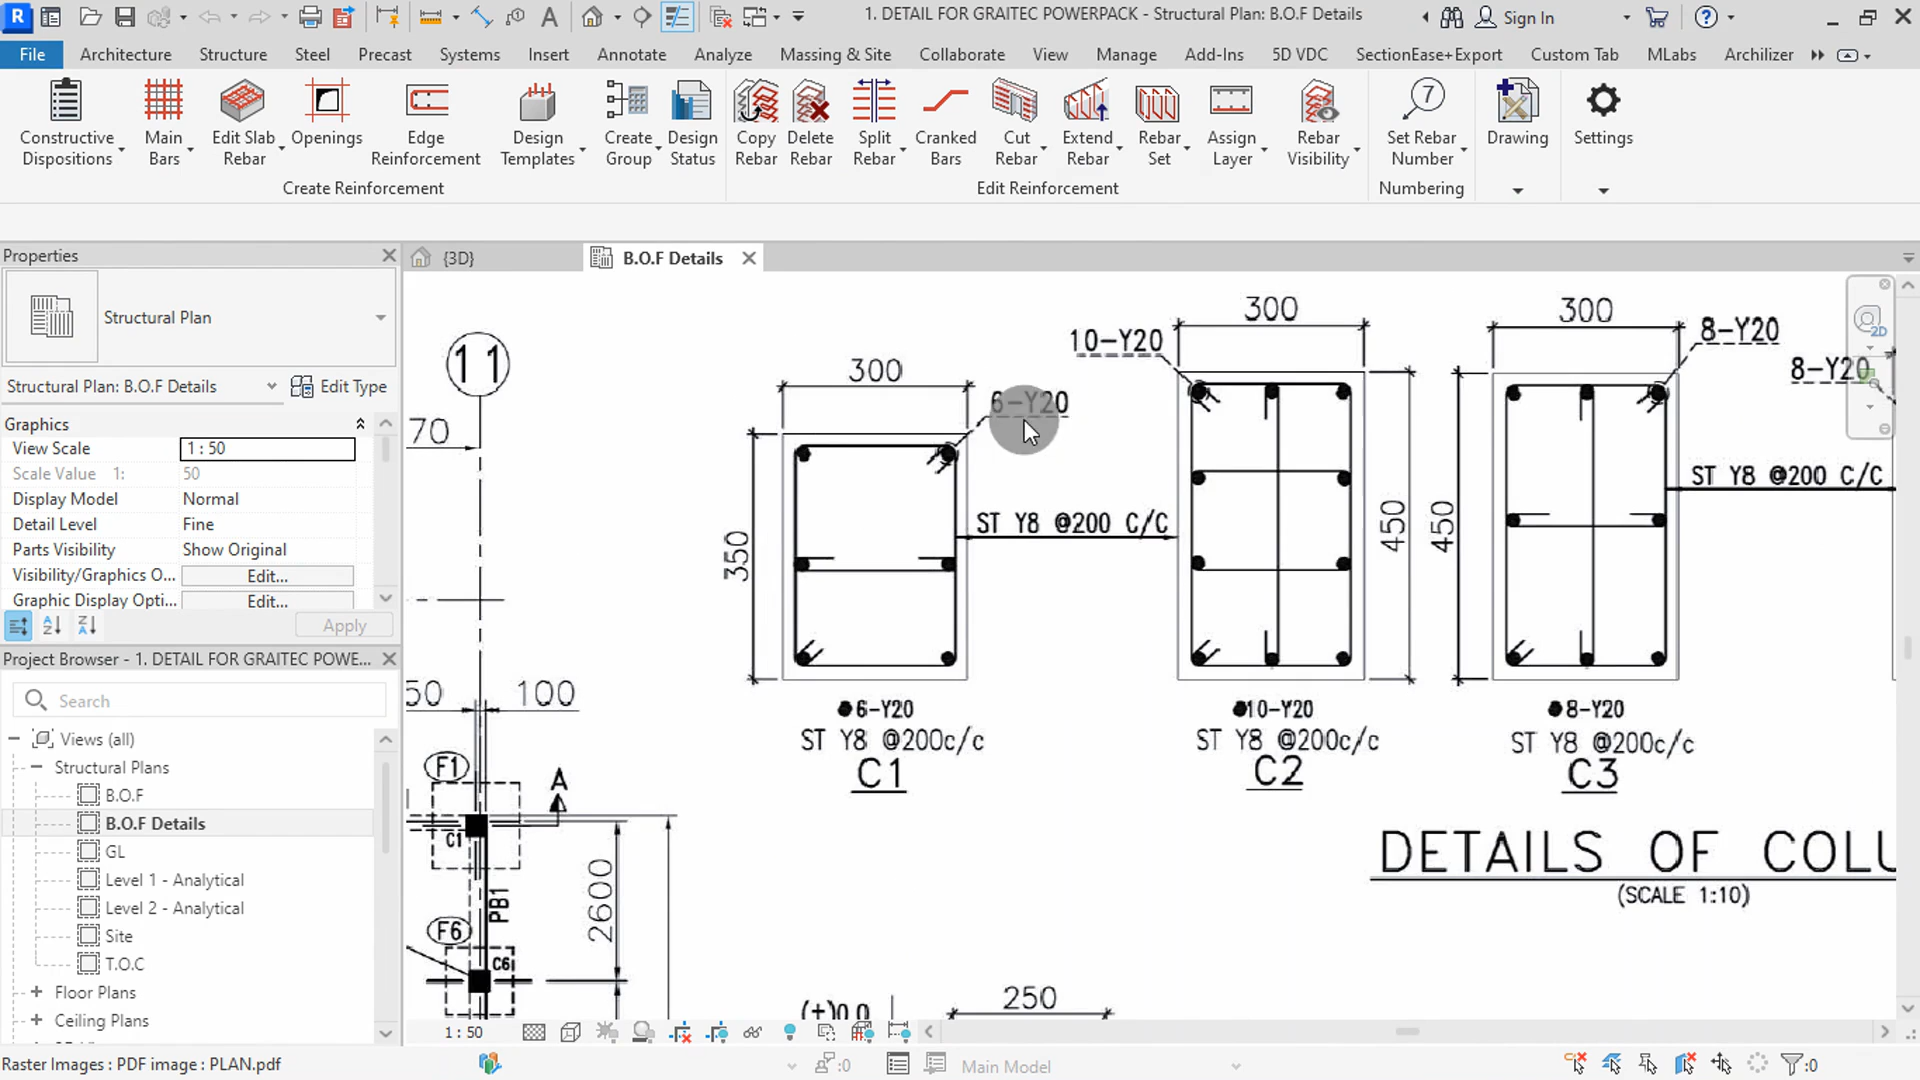 1. DETAIL FOR GRAITEC POWERPACK - Structural Plan: B.O.F Details
Sign In
File
Architecture
Structure
Steel
Precast
Systems
Insert
Annotate
Analyze
Massing & Site
Collaborate
View
Manage
Add-Ins
5D VDC
SectionEase+Export
Custom Tab
MLabs
Archilizer
Constructive Dispositions
Main Bars
Edit Slab Rebar
Openings
Edge Reinforcement
Design Templates
Create Group
Design Status
Copy Rebar
Delete Rebar
Split Rebar
Cranked Bars
Cut Rebar
Extend Rebar
Rebar Set
Assign Layer
Rebar Visibility
7
Set Rebar Number
Drawing
Settings
Create Reinforcement
Edit Reinforcement
Numbering
Properties
{3D}
B.O.F Details
Structural Plan
Structural Plan: B.O.F Details
Edit Type
Graphics
View Scale
1 : 50
Scale Value 1:
50
Display Model
Normal
Detail Level
Fine
Parts Visibility
Show Original
Visibility/Graphics O...
Edit...
Graphic Display Opti...
Edit...
Apply
Project Browser - 1. DETAIL FOR GRAITEC POWE...
Search
Views (all)
Structural Plans
B.O.F
B.O.F Details
GL
Level 1 - Analytical
Level 2 - Analytical
Site
T.O.C
Floor Plans
Ceiling Plans
11
70
300
6-Y20
350
ST Y8 @200 C/C
10-Y20
300
450
300
8-Y20
450
8-Y20
ST Y8 @200 C/C
2D
6-Y20
ST Y8 @200c/c
C1
10-Y20
ST Y8 @200c/c
C2
8-Y20
ST Y8 @200c/c
C3
50
100
F1
A
C1
PB1
2600
F6
C6
DETAILS OF COLU
(SCALE 1:10)
(+)0.0
250
1 : 50
Raster Images : PDF image : PLAN.pdf
:0
Main Model
:0